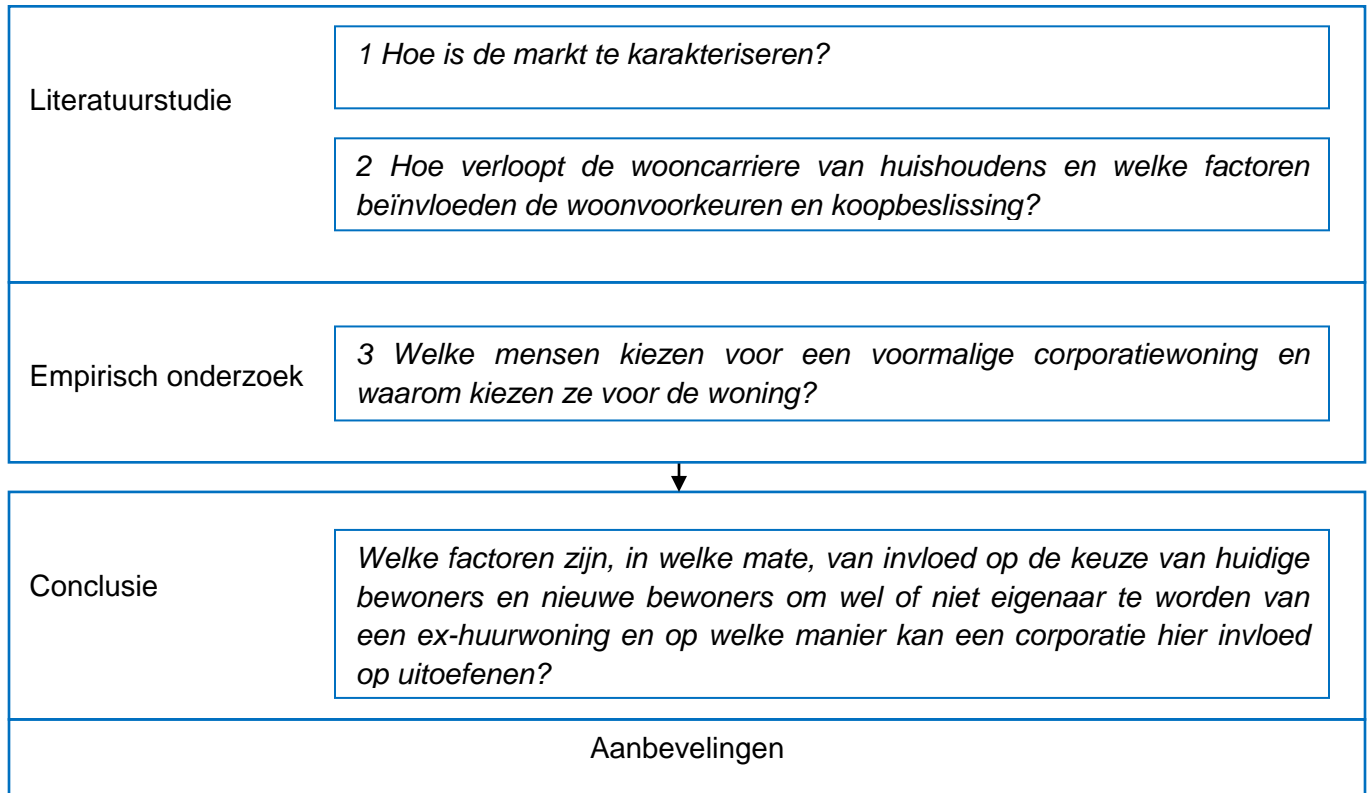 1 Hoe is de markt te karakteriseren?
Literatuurstudie
2 Hoe verloopt de wooncarriere van huishoudens en welke factoren
beïnvloeden de woonvoorkeuren en koopbeslissing?
Empirisch onderzoek
3 Welke mensen kiezen voor een voormalige corporatiewoning en
waarom kiezen ze voor de woning?
Conclusie
Welke factoren zijn, in welke mate, van invloed op de keuze van huidige
bewoners en nieuwe bewoners om wel of niet eigenaar te worden van
een ex-huurwoning en op welke manier kan een corporatie hier invloed
op uitoefenen?
Aanbevelingen